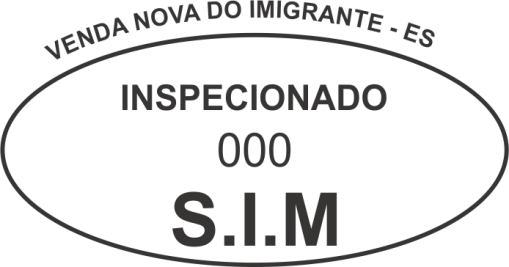 VENDA NOVA DO IMIGRANTE - ES
INSPECIONADO
000
S.I.M